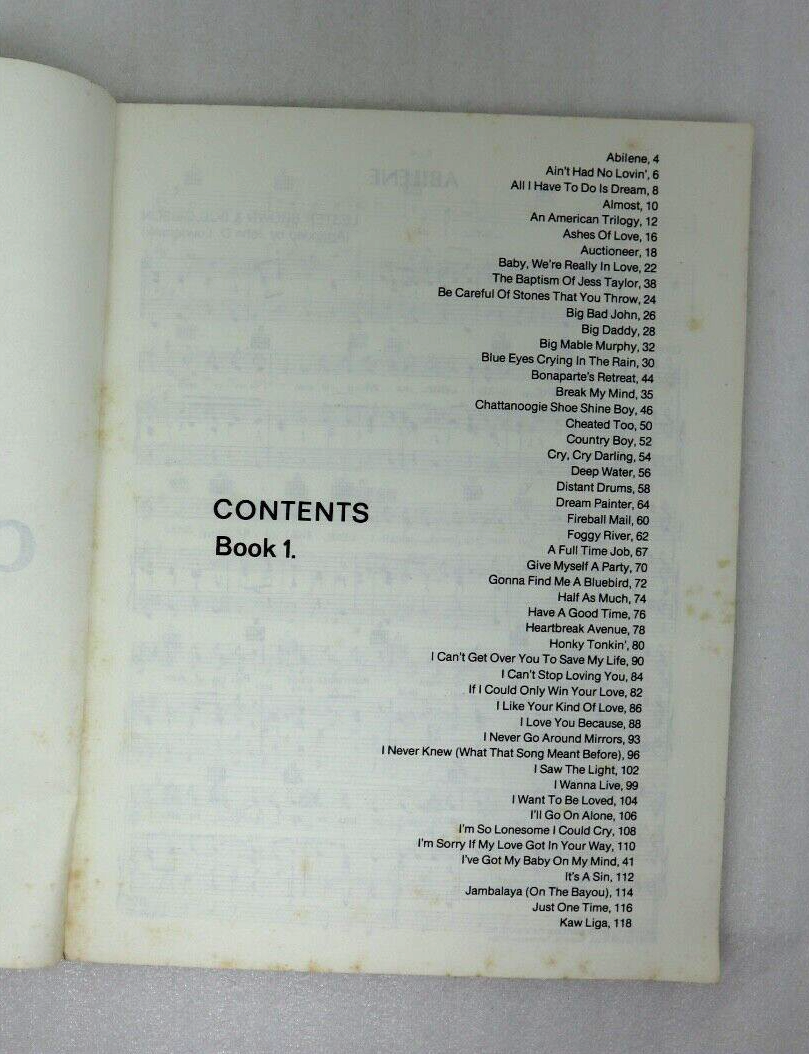 CONTENTS
Book 1.
Abilene, 4
Ain't Had No Lovin', 6
All I Have To Do Is Dream, 8
Almost, 10
An American Trilogy, 12
Ashes Of Love, 16
Auctioneer, 18
Baby, We're Really In Love, 22
The Baptism Of Jess Taylor, 38
Be Careful Of Stones That You Throw, 24
Big Bad John, 26
Big Daddy, 28
Big Mable Murphy, 32
Blue Eyes Crying In The Rain, 30
Bonaparte's Retreat, 44
Break My Mind, 35
Chattanoogie Shoe Shine Boy, 46
Cheated Too, 50
Country Boy, 52
Cry, Cry Darling, 54
Deep Water, 56
Distant Drums, 58
Dream Painter, 64
Fireball Mail, 60
Foggy River, 62
A Full Time Job, 67
Give Myself A Party, 70
Gonna Find Me A Bluebird, 72
Half As Much, 74
Have A Good Time, 76
Heartbreak Avenue, 78
Honky Tonkin', 80
I Can't Get Over You To Save My Life, 90
I Can't Stop Loving You, 84
If I Could Only Win Your Love, 82
I Like Your Kind Of Love, 86
I Love You Because, 88
I Never Go Around Mirrors, 93
I Never Knew (What That Song Meant Before), 96
I Saw The Light, 102
I Wanna Live, 99
I Want To Be Loved, 104
I'll Go On Alone, 106
I'm So Lonesome I Could Cry, 108
I'm Sorry If My Love Got In Your Way, 110
I've Got My Baby On My Mind, 41
It's A Sin, 112
Jambalaya (On The Bayou), 114
Just One Time, 116
Kaw Liga, 118